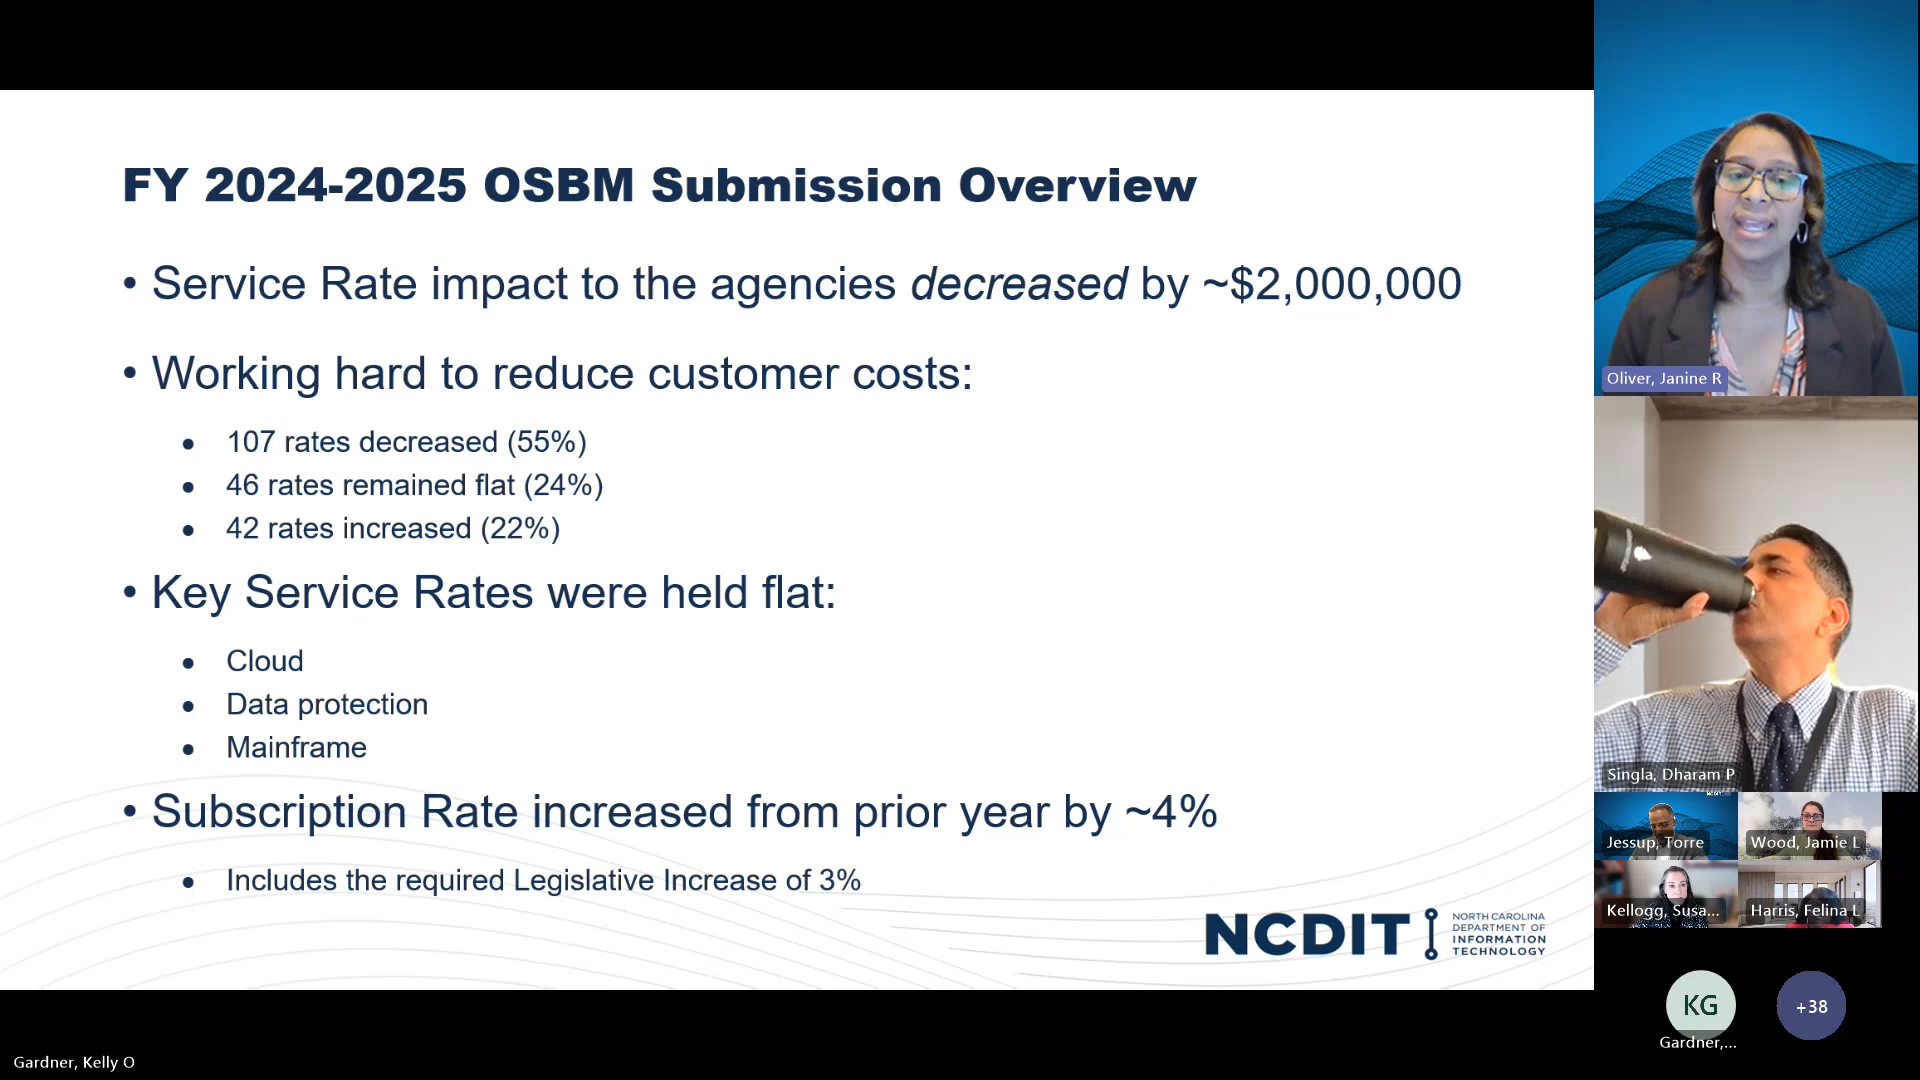 FY 2024-2025 OSBM Submission Overview
• Service Rate impact to the agencies decreased by ~$2,000,000
• Working hard to reduce customer costs:
• 107 rates decreased (55%)
• 46 rates remained flat (24%)
• 42 rates increased (22%)
• Key Service Rates were held flat:
• Cloud
• Data protection
• Mainframe
• Subscription Rate increased from prior year by ~4%
• Includes the required Legislative Increase of 3%
NCDIT
NORTH CAROLINA
DEPARTMENT OF
INFORMATION
TECHNOLOGY
Oliver, Janine R
Singla, Dharam P
Jessup, Torre
Wood, Jamie L
Kellogg, Susa...
Harris, Felina L
KG
+38
Gardner,...
Gardner, Kelly O